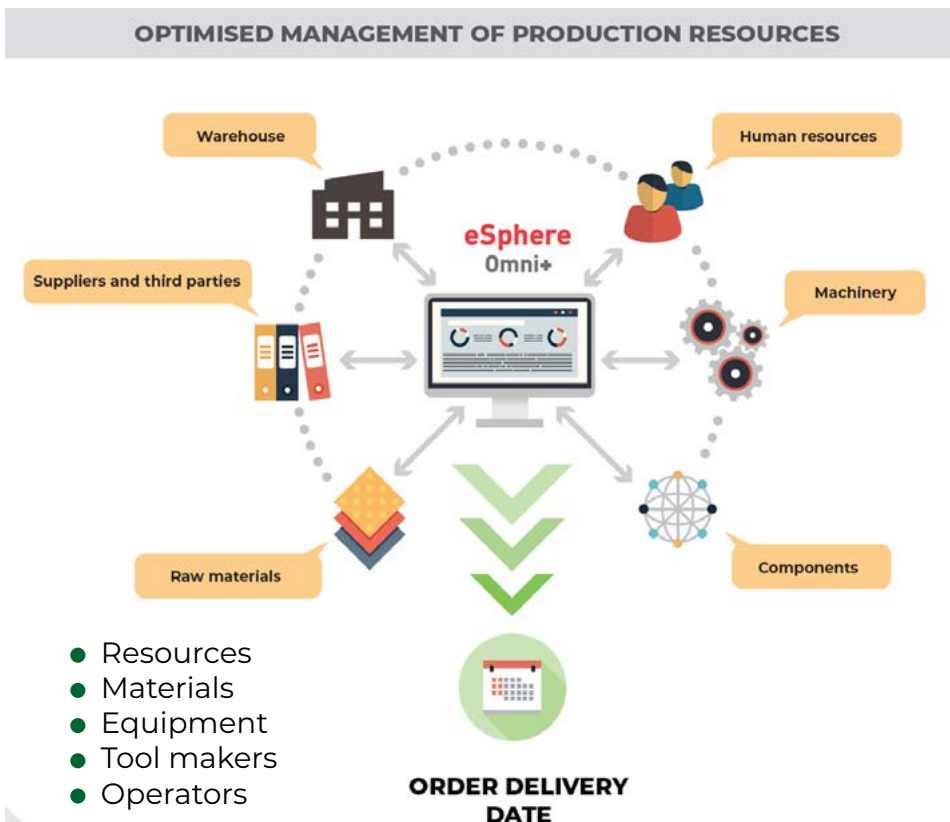 OPTIMISED MANAGEMENT OF PRODUCTION RESOURCES
Warehouse
Human resources
eSphere
Omni+
Suppliers and third parties
Machinery
Raw materials
Components
Resources
Materials
Equipment
Tool makers
Operators
ORDER DELIVERY
DATE